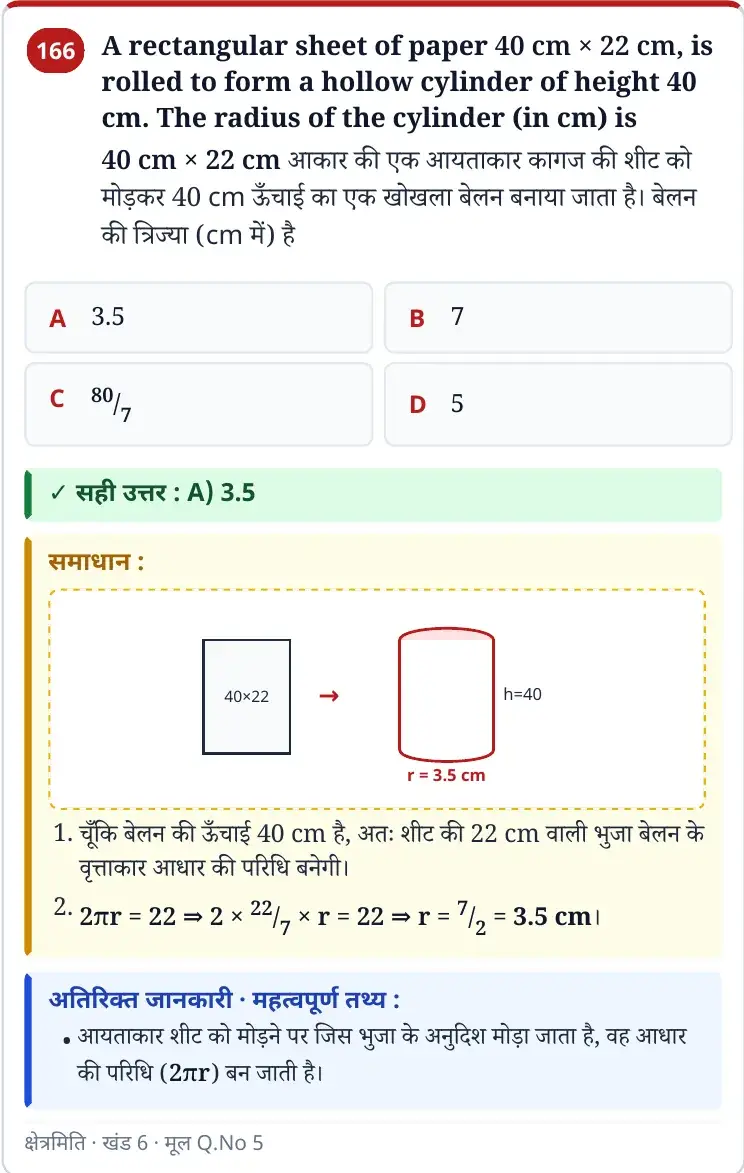 166 A rectangular sheet of paper 40 cm × 22 cm, is
rolled to form a hollow cylinder of height 40
cm. The radius of the cylinder (in cm) is
40 cm × 22 cm आकार की एक आयताकार कागज की शीट को
मोड़कर 40 cm ऊँचाई का एक खोखला बेलन बनाया जाता है। बेलन
की त्रिज्या (cm में) है
A 3.5
B 7
C 80/7
D 5
✓ सही उत्तर : A) 3.5
समाधान :
40×22
→
h=40
r = 3.5 cm
1. चूँकि बेलन की ऊँचाई 40 cm है, अतः शीट की 22 cm वाली भुजा बेलन के
वृत्ताकार आधार की परिधि बनेगी।
2. 2πr = 22 ⇒ 2 × 22/7 × r = 22 ⇒ r = 7/2 = 3.5 cm।
अतिरिक्त जानकारी · महत्वपूर्ण तथ्य :
• आयताकार शीट को मोड़ने पर जिस भुजा के अनुदिश मोड़ा जाता है, वह आधार
की परिधि (2πr) बन जाती है।
क्षेत्रमिति · खंड 6 · मूल Q.No 5